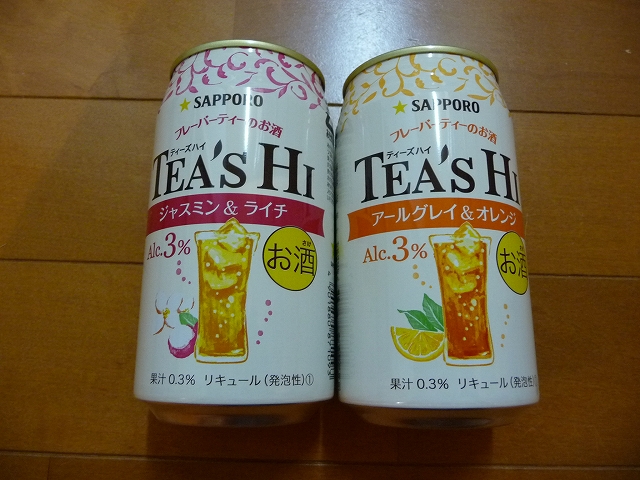 SAPPORO
フレーバーティーのお酒
ティーズハイ
TEA'S HI
ジャスミン & ライチ
Alc.3%
さけ
お酒
果汁0.3% リキュール(発泡性)①
SAPPORO
フレーバーティーのお酒
ティーズハイ
TEA'S HI
アールグレイ&オレンジ
Alc.3%
お酒
果汁0.3% リキュール(発泡性)